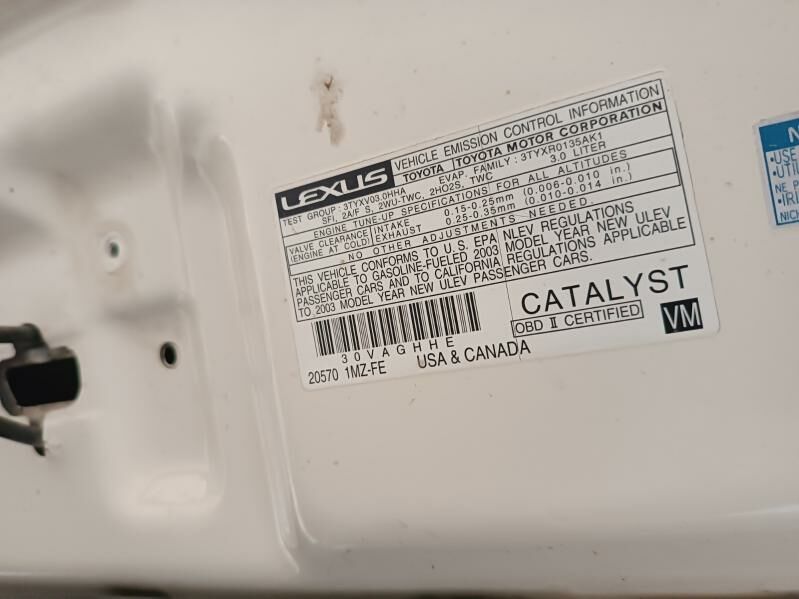 LEXUS
VEHICLE EMISSION CONTROL INFORMATION
TOYOTA TOYOTA MOTOR CORPORATION
TEST GROUP : 3TYXV03.0HHA EVAP. FAMILY : 3TYXR0135AK1
SFI, 2A/F S, 2WU-TWC, 2HO2S, TWC 3.0 LITER
ENGINE TUNE-UP SPECIFICATIONS FOR ALL ALTITUDES
VALVE CLEARANCE INTAKE 0.15-0.25mm (0.006-0.010 in.)
(ENGINE AT COLD) EXHAUST 0.25-0.35mm (0.010-0.014 in.)
NO OTHER ADJUSTMENTS NEEDED.
THIS VEHICLE CONFORMS TO U.S. EPA NLEV REGULATIONS
APPLICABLE TO GASOLINE-FUELED 2003 MODEL YEAR NEW ULEV
PASSENGER CARS AND TO CALIFORNIA REGULATIONS APPLICABLE
TO 2003 MODEL YEAR NEW ULEV PASSENGER CARS.
CATALYST
OBD II CERTIFIED
VM
30VAGHHE
20570 1MZ-FE USA & CANADA
N
•USE
•UTIL
NE P
•IRI
NICH